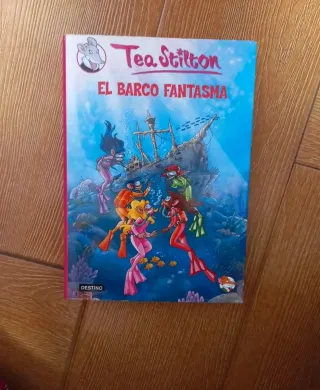 Tea Stilton
EL BARCO FANTASMA
DESTINO